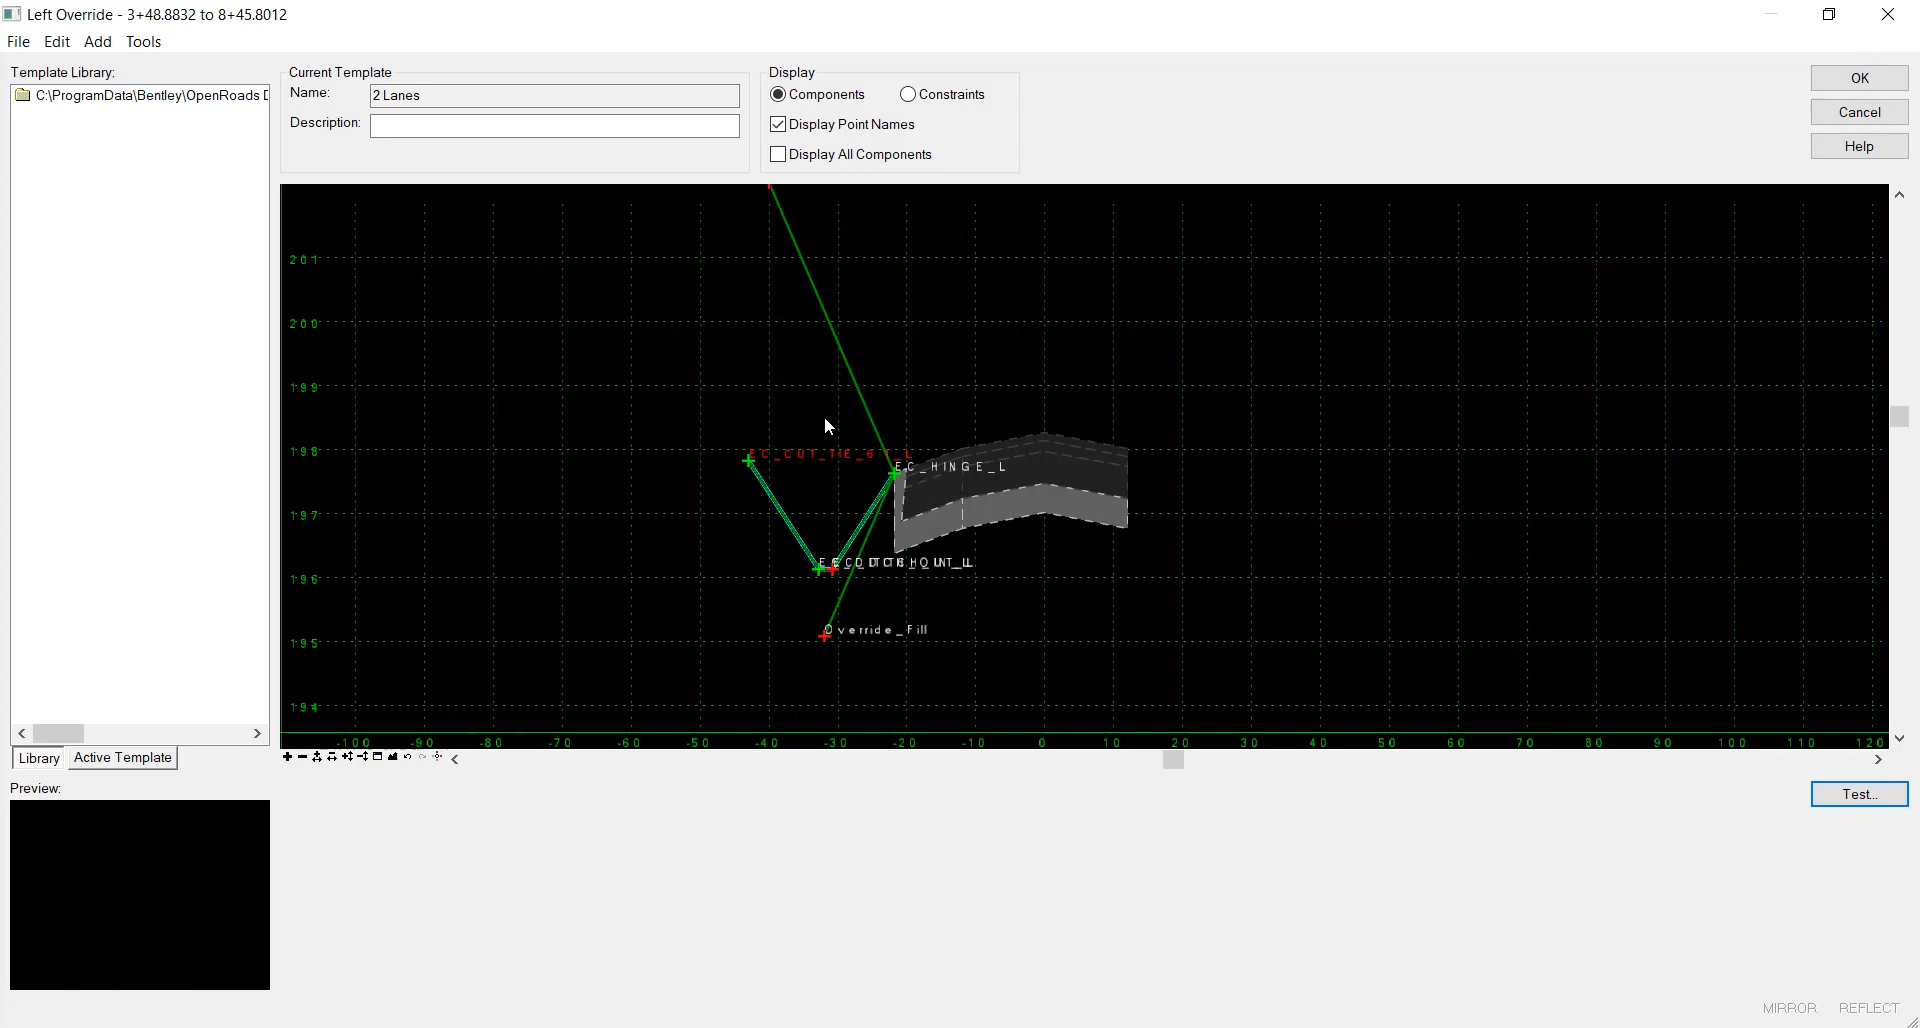 Left Override - 3+48.8832 to 8+45.8012
File Edit Add Tools
Template Library:
C:\ProgramData\Bentley\OpenRoads D
Current Template
Name: 2 Lanes
Description:
Display
Components Constraints
Display Point Names
Display All Components
OK
Cancel
Help
201
200
199
198
197
196
195
194
EC_HINGE_L
Override_Fill
-100 -90 -80 -70 -60 -50 -40 -30 -20 -10 0 10 20 30 40 50 60 70 80 90 100 110 120
Library Active Template
Preview:
Test...
MIRROR REFLECT